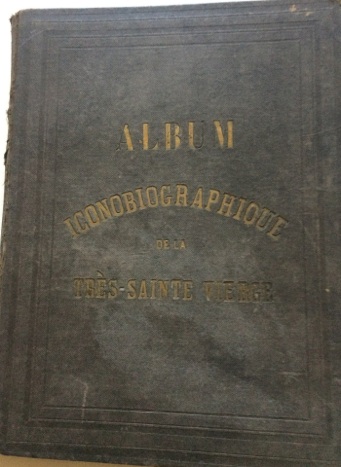 ALBUM
ICONOBIOGRAPHIQUE
DE LA
TRÈS-SAINTE VIERGE